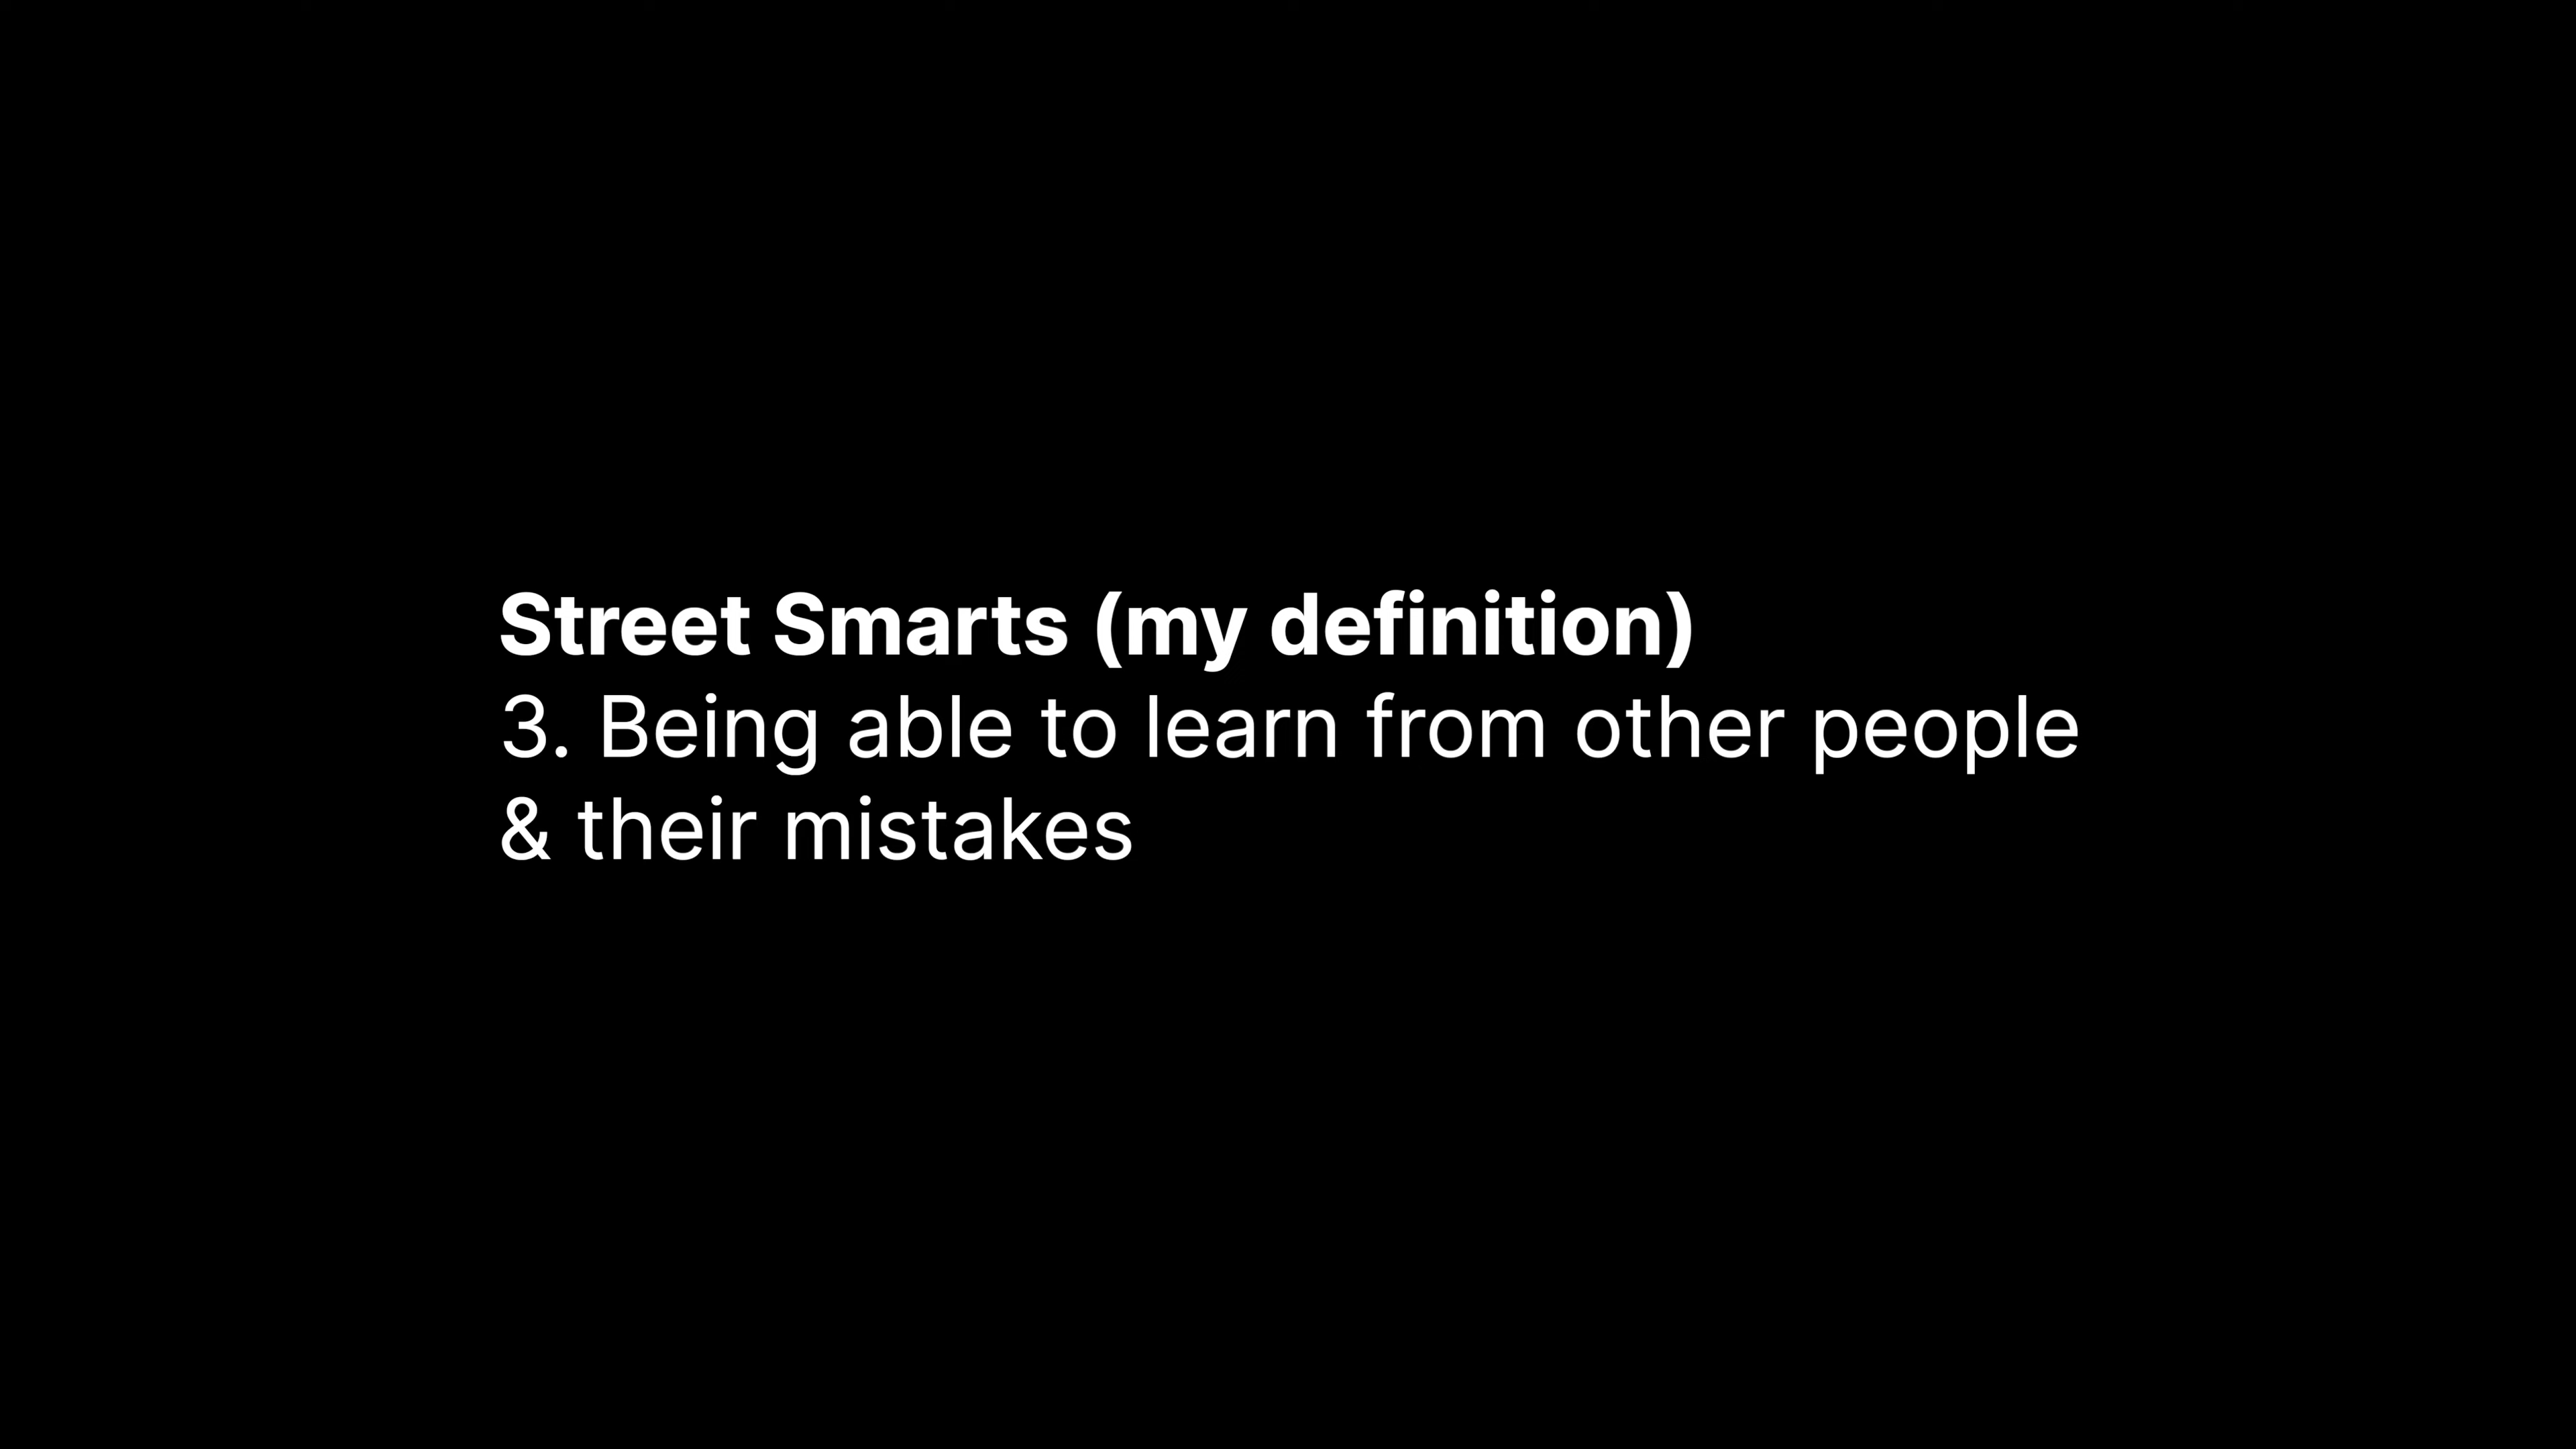 Street Smarts (my definition)
3. Being able to learn from other people
& their mistakes